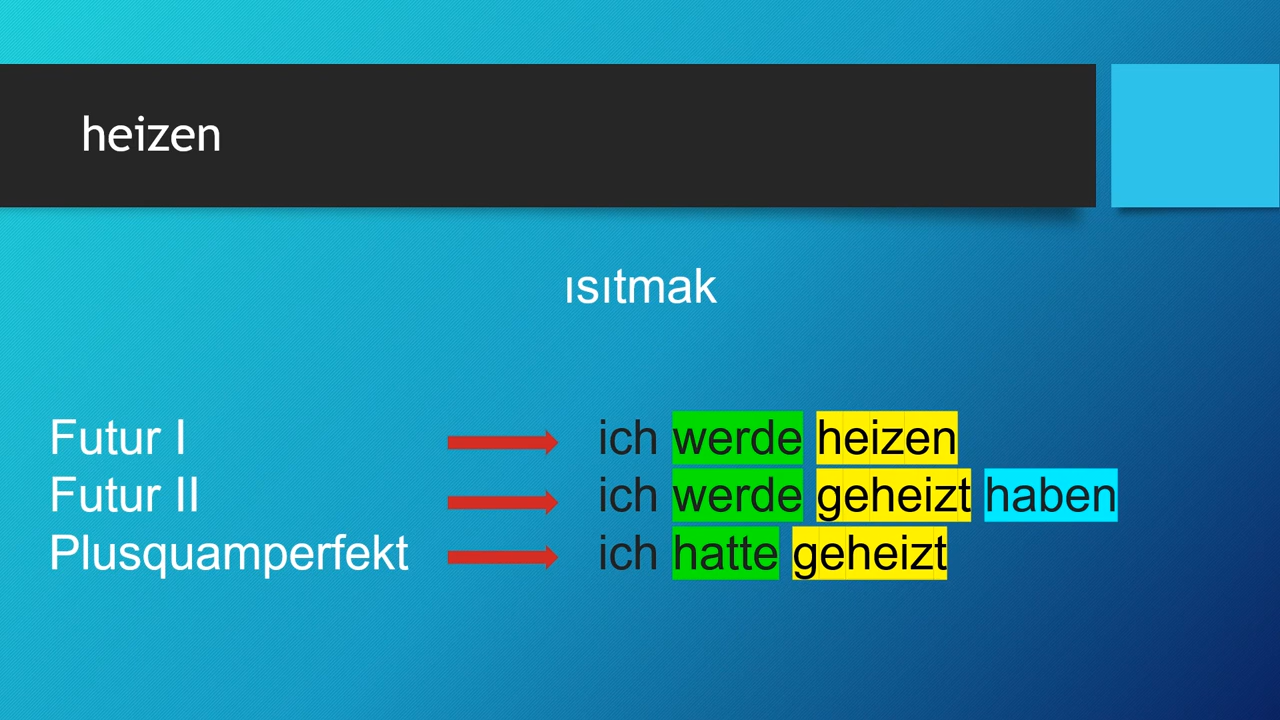 heizen
ısıtmak
Futur I ich werde heizen
Futur II ich werde geheizt haben
Plusquamperfekt ich hatte geheizt